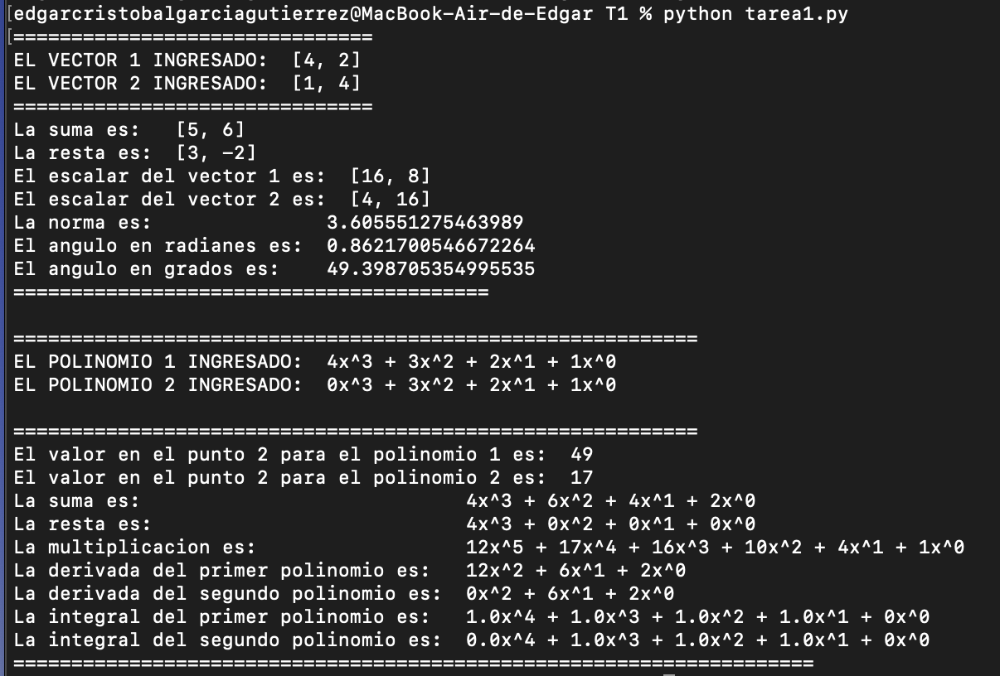 [edgarcristobalgarciagutierrez@MacBook-Air-de-Edgar T1 % python tarea1.py
[===============================
EL VECTOR 1 INGRESADO:  [4, 2]
EL VECTOR 2 INGRESADO:  [1, 4]
===============================
La suma es:   [5, 6]
La resta es:  [3, -2]
El escalar del vector 1 es:  [16, 8]
El escalar del vector 2 es:  [4, 16]
La norma es:               3.605551275463989
El angulo en radianes es:  0.8621700546672264
El angulo en grados es:    49.398705354995535
=========================================
===========================================================
EL POLINOMIO 1 INGRESADO:  4x^3 + 3x^2 + 2x^1 + 1x^0
EL POLINOMIO 2 INGRESADO:  0x^3 + 3x^2 + 2x^1 + 1x^0
===========================================================
El valor en el punto 2 para el polinomio 1 es:  49
El valor en el punto 2 para el polinomio 2 es:  17
La suma es:                            4x^3 + 6x^2 + 4x^1 + 2x^0
La resta es:                           4x^3 + 0x^2 + 0x^1 + 0x^0
La multiplicacion es:                  12x^5 + 17x^4 + 16x^3 + 10x^2 + 4x^1 + 1x^0
La derivada del primer polinomio es:   12x^2 + 6x^1 + 2x^0
La derivada del segundo polinomio es:  0x^2 + 6x^1 + 2x^0
La integral del primer polinomio es:   1.0x^4 + 1.0x^3 + 1.0x^2 + 1.0x^1 + 0x^0
La integral del segundo polinomio es:  0.0x^4 + 1.0x^3 + 1.0x^2 + 1.0x^1 + 0x^0
=====================================================================